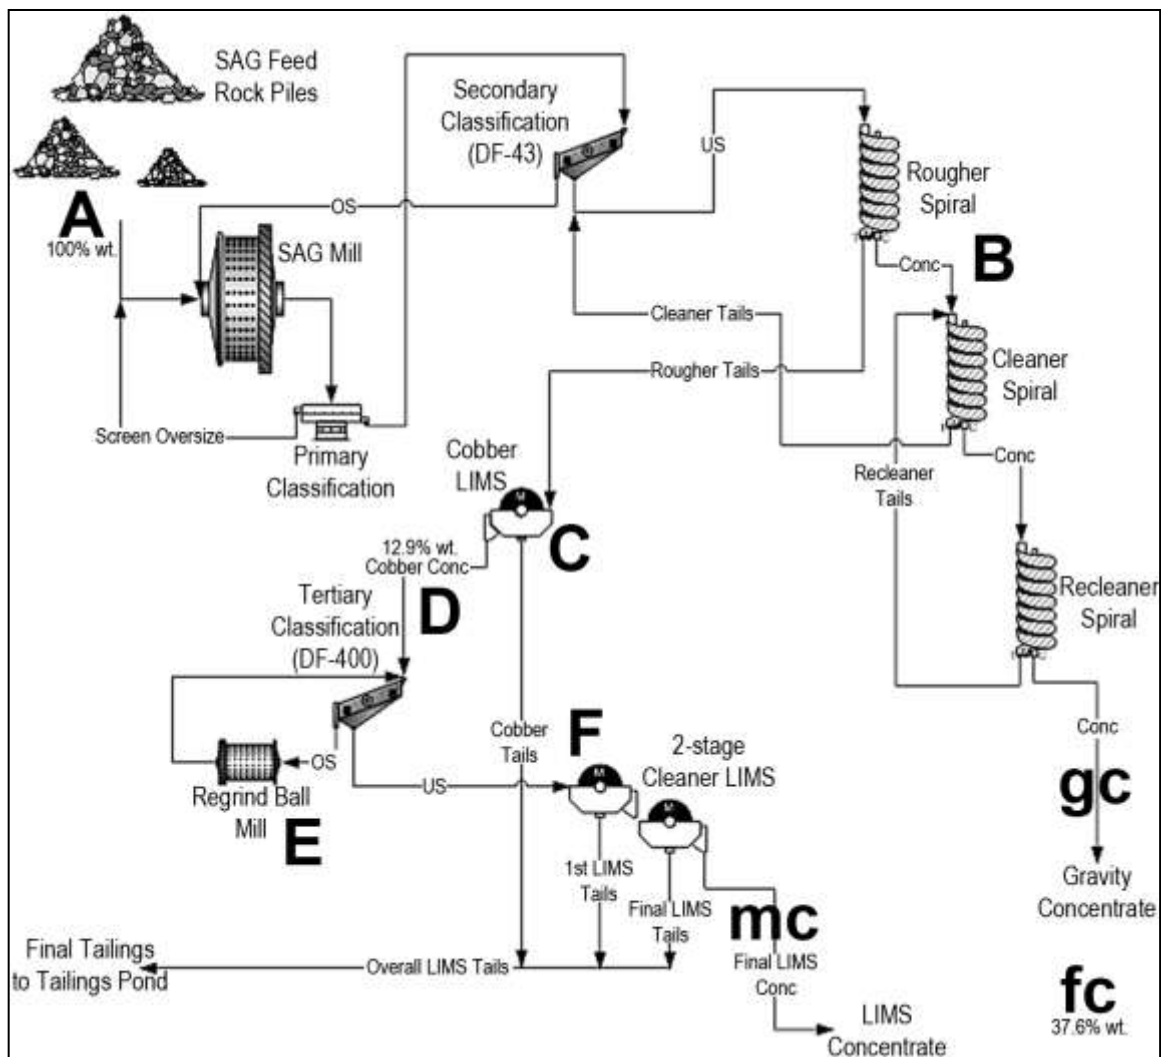 SAG Feed
Rock Piles
A
100% wt.
Secondary
Classification
(DF-43)
US
OS
SAG Mill
Rougher
Spiral
T
C
Conc
B
Cleaner Tails
Cleaner
Spiral
Rougher Tails
Screen Oversize
Primary
Classification
Cobber
LIMS
M
C
T
C
Conc
Recleaner
Tails
12.9% wt.
Cobber Conc
D
Tertiary
Classification
(DF-400)
Recleaner
Spiral
T
C
Conc
gc
Gravity
Concentrate
Cobber
Tails
F
M
2-stage
Cleaner LIMS
M
OS
US
Regrind Ball
Mill
E
1st LIMS
Tails
Final LIMS
Tails
mc
Final LIMS
Conc
Final Tailings
to Tailings Pond
Overall LIMS Tails
fc
37.6% wt.
LIMS
Concentrate